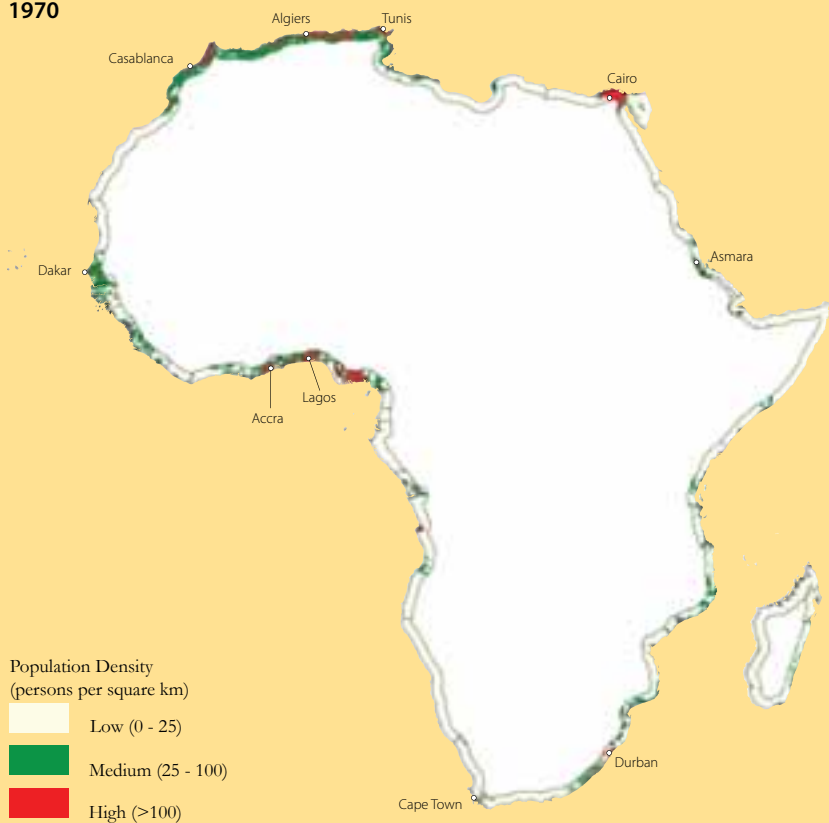 1970
Algiers
Tunis
Casablanca
Cairo
Dakar
Asmara
Lagos
Accra
Population Density
(persons per square km)
Low (0 - 25)
Medium (25 - 100)
High (>100)
Durban
Cape Town